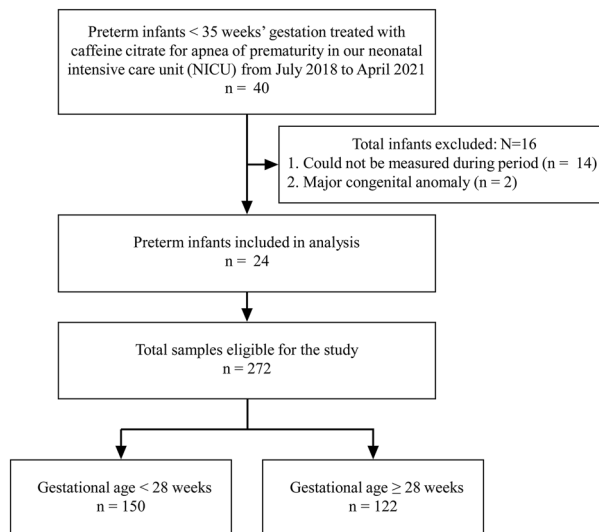 Preterm infants < 35 weeks’ gestation treated with
caffeine citrate for apnea of prematurity in our neonatal
intensive care unit (NICU) from July 2018 to April 2021
n = 40
Total infants excluded: N=16
1. Could not be measured during period (n = 14)
2. Major congenital anomaly (n = 2)
Preterm infants included in analysis
n = 24
Total samples eligible for the study
n = 272
Gestational age < 28 weeks
n = 150
Gestational age ≥ 28 weeks
n = 122